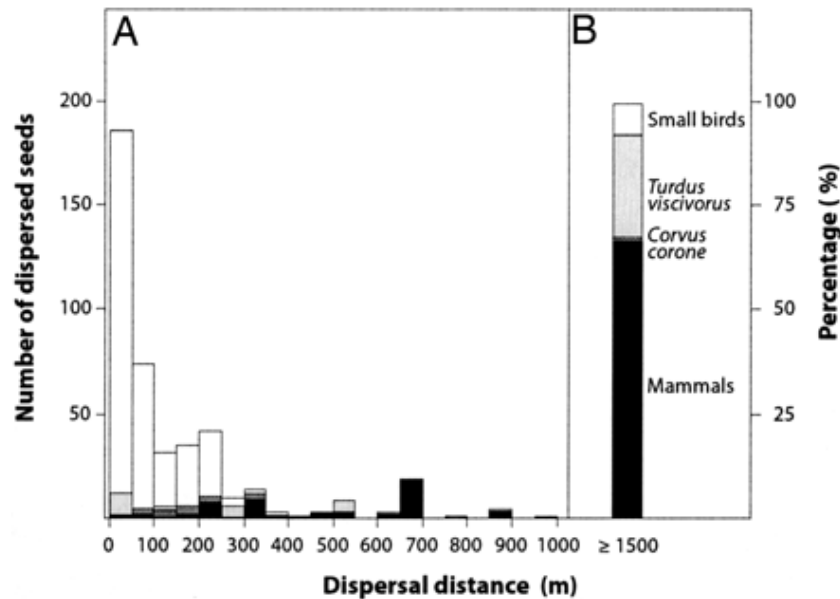 A
B
Number of dispersed seeds
200
150
100
50
0 100 200 300 400 500 600 700 800 900 1000
≥ 1500
Dispersal distance (m)
Small birds
Turdus
viscivorus
Corvus
corone
Mammals
100
75
50
25
Percentage ( %)